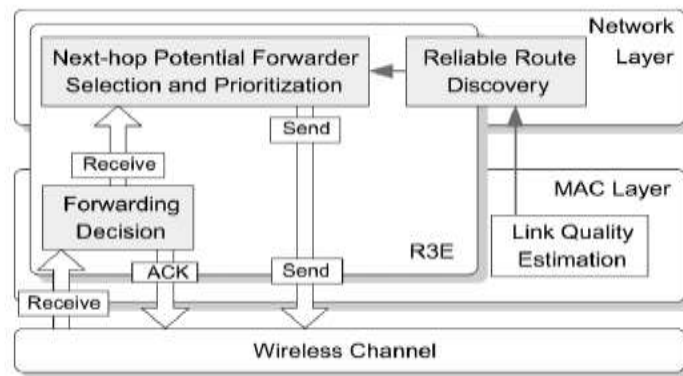 Network
Layer
Next-hop Potential Forwarder
Selection and Prioritization
Reliable Route
Discovery
Send
Receive
MAC Layer
Forwarding
Decision
Link Quality
Estimation
R3E
ACK
Send
Receive
Wireless Channel